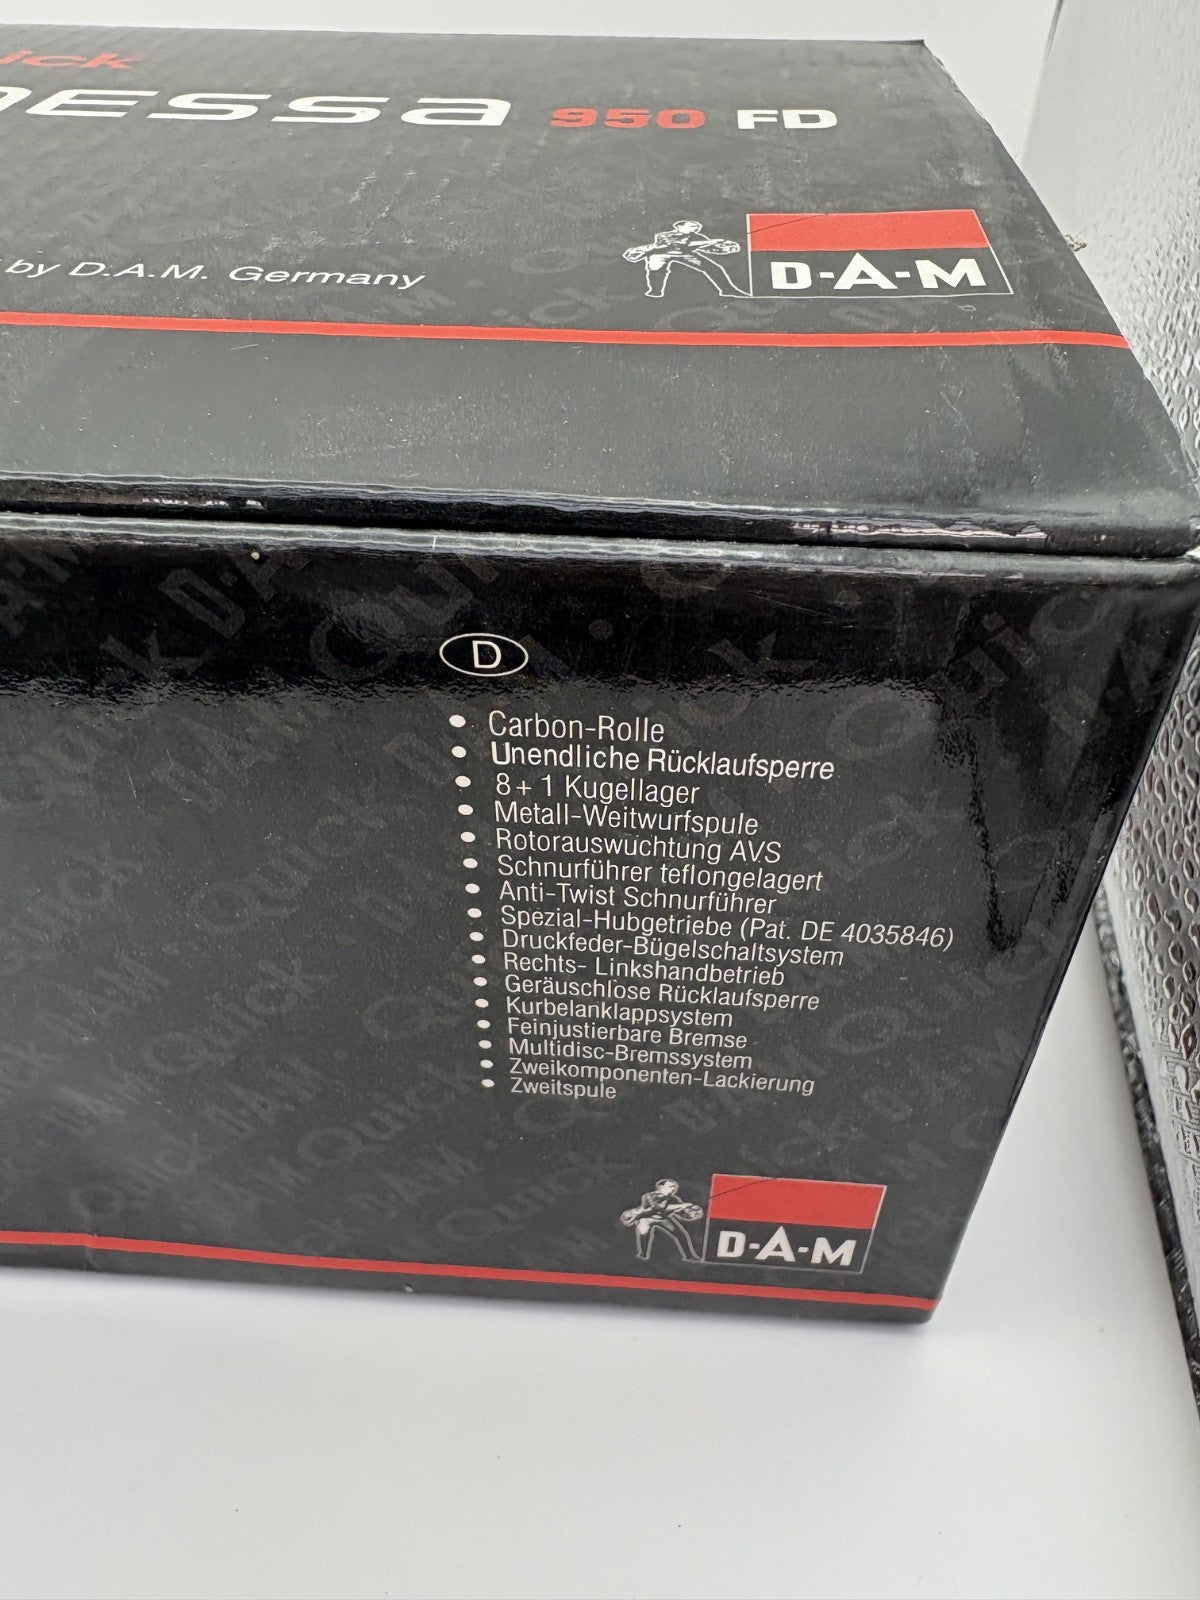 ick
essa 950 FD
by D.A.M. Germany
D-A-M
D
• Carbon-Rolle
• Unendliche Rücklaufsperre
• 8+1 Kugellager
• Metall-Weitwurfspule
• Rotorauswuchtung AVS
• Schnurführer teflongelagert
• Anti-Twist Schnurführer
• Spezial-Hubgetriebe (Pat. DE 4035846)
• Druckfeder-Bügelschaltsystem
• Rechts- Linkshandbetrieb
• Geräuschlose Rücklaufsperre
• Kurbelanklappsystem
• Feinjustierbare Bremse
• Multidisc-Bremssystem
• Zweikomponenten-Lackierung
• Zweitspule
D-A-M